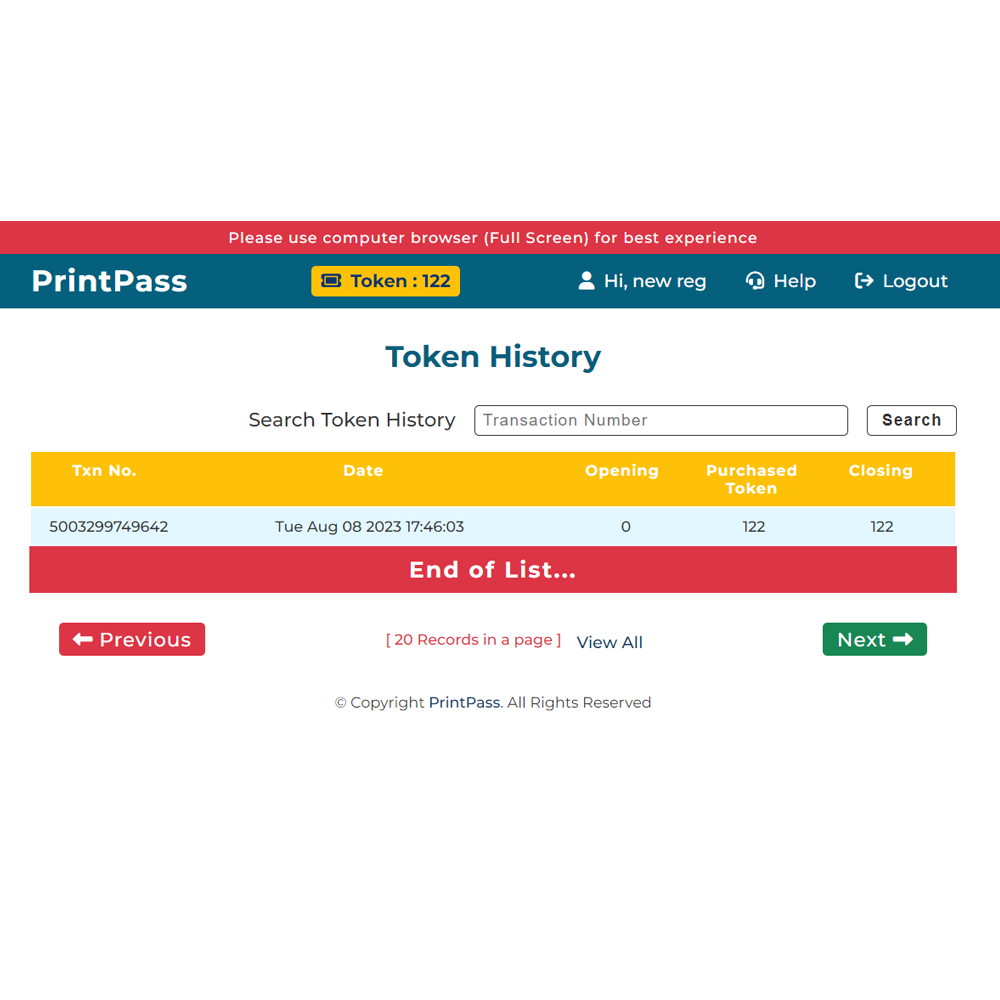 Please use computer browser (Full Screen) for best experience
PrintPass Token : 122 Hi, new reg Help Logout
Token History
Search Token History Transaction Number Search
Txn No. Date Opening Purchased Token Closing
5003299749642 Tue Aug 08 2023 17:46:03 0 122 122
End of List...
Previous [ 20 Records in a page ] View All Next
© Copyright PrintPass. All Rights Reserved